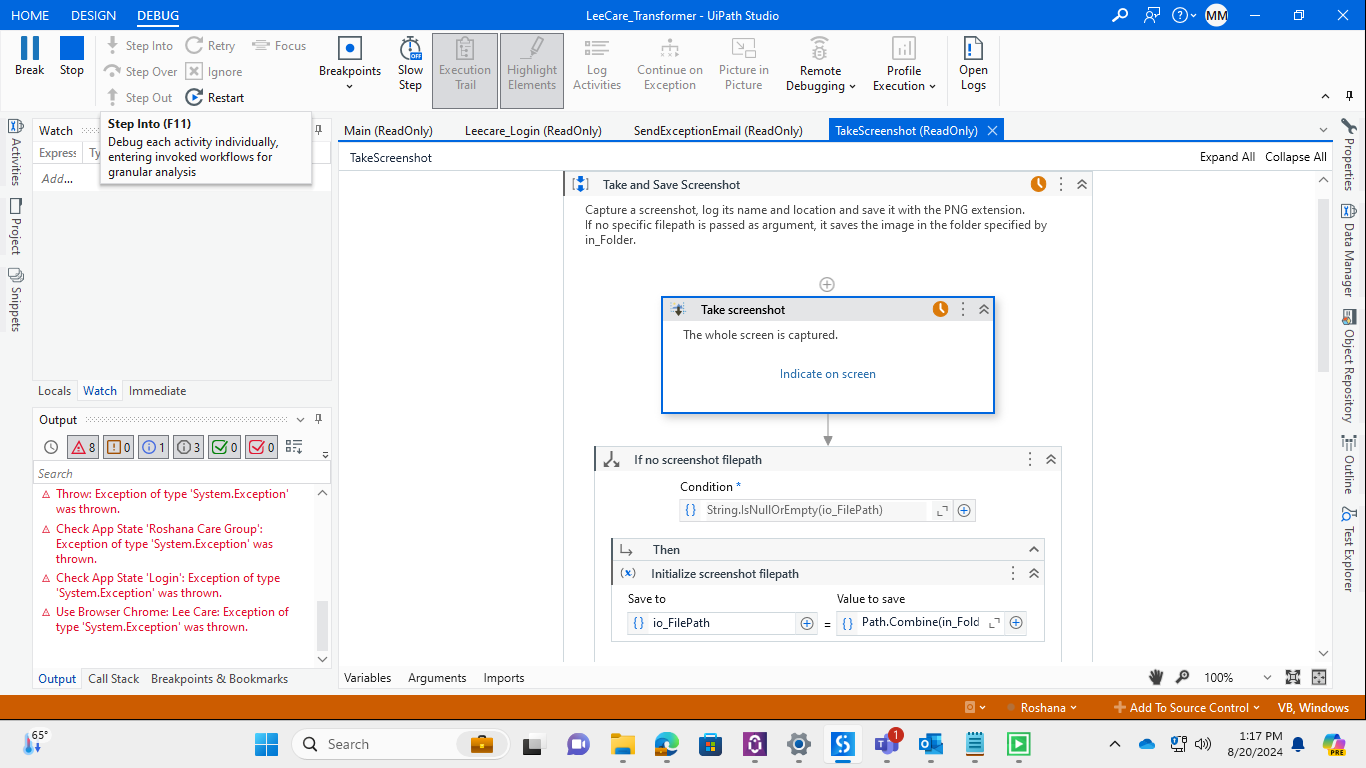 HOME
DESIGN
DEBUG
LeeCare_Transformer - UiPath Studio
MM
Break
Stop
Step Into
Step Over
Step Out
Retry
Ignore
Restart
Focus
Breakpoints
Slow
Step
OFF
Execution
Trail
Highlight
Elements
Log
Activities
Continue on
Exception
Picture in
Picture
Remote
Debugging
Profile
Execution
Open
Logs
Step Into (F11)
Debug each activity individually,
entering invoked workflows for
granular analysis
Activities
Project
Snippets
Watch
Express
Ty
Add...
Locals
Watch
Immediate
Output
8
0
1
3
0
0
Search
Throw: Exception of type 'System.Exception'
was thrown.
Check App State 'Roshana Care Group':
Exception of type 'System.Exception' was
thrown.
Check App State 'Login': Exception of type
'System.Exception' was thrown.
Use Browser Chrome: Lee Care: Exception of
type 'System.Exception' was thrown.
Output
Call Stack
Breakpoints & Bookmarks
Main (ReadOnly)
Leecare_Login (ReadOnly)
SendExceptionEmail (ReadOnly)
TakeScreenshot (ReadOnly)
TakeScreenshot
Expand All
Collapse All
Take and Save Screenshot
Capture a screenshot, log its name and location and save it with the PNG extension.
If no specific filepath is passed as argument, it saves the image in the folder specified by
in_Folder.
Take screenshot
The whole screen is captured.
Indicate on screen
If no screenshot filepath
Condition *
{ } String.IsNullOrEmpty(io_FilePath)
Then
(x) Initialize screenshot filepath
Save to
Value to save
{ } io_FilePath
=
{ } Path.Combine(in_Fold
Variables
Arguments
Imports
100%
Properties
Data Manager
Object Repository
Outline
Test Explorer
Roshana
Add To Source Control
VB, Windows
65°
Search
1
1:17 PM
8/20/2024
PRE